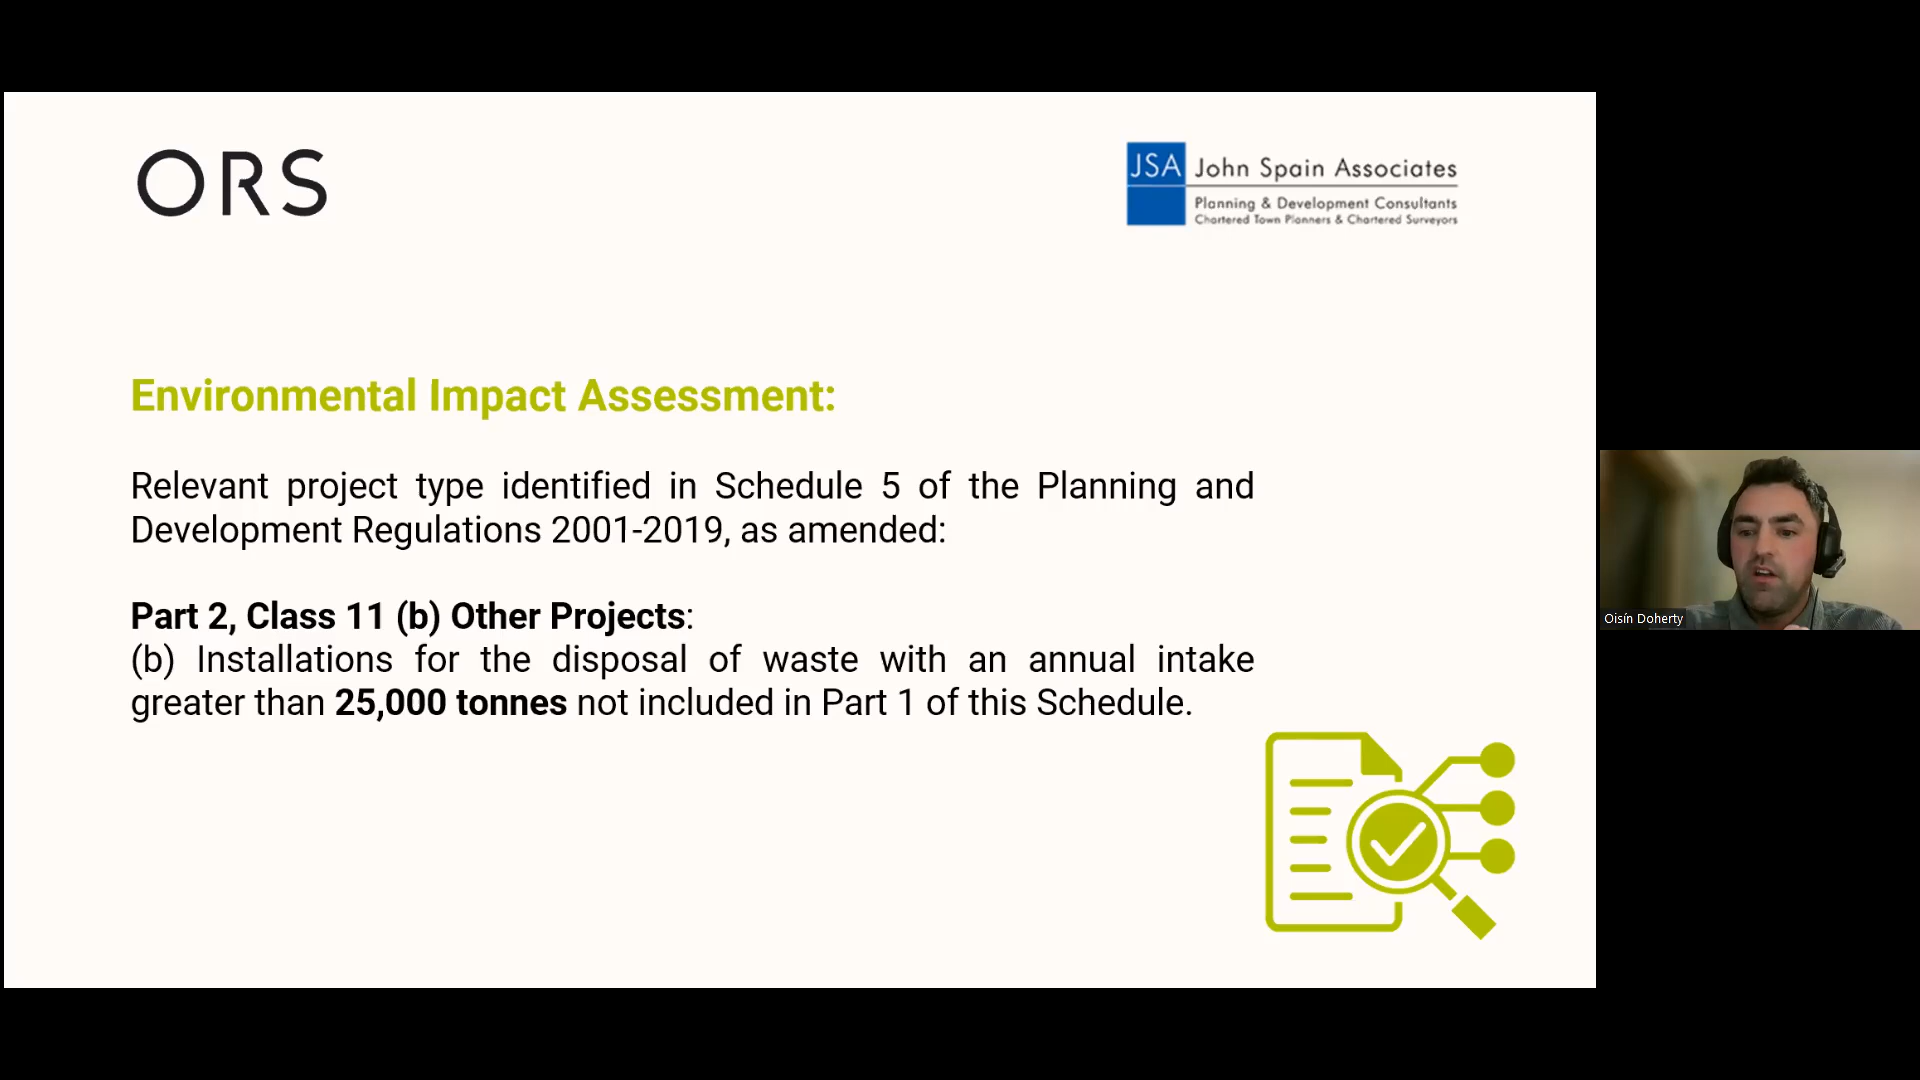 ORS
JSA John Spain Associates
Planning & Development Consultants
Chartered Town Planners & Chartered Surveyors
Environmental Impact Assessment:
Relevant project type identified in Schedule 5 of the Planning and
Development Regulations 2001-2019, as amended:
Part 2, Class 11 (b) Other Projects:
(b) Installations for the disposal of waste with an annual intake
greater than 25,000 tonnes not included in Part 1 of this Schedule.
Oisín Doherty